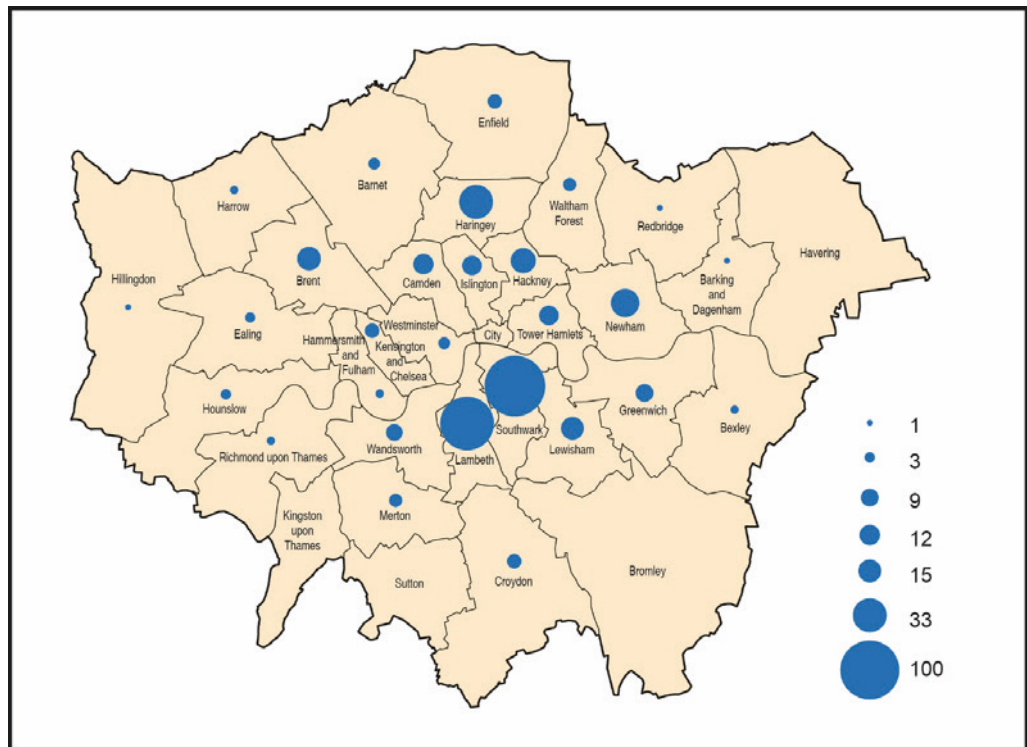 Enfield
Barnet
Harrow
Haringey
Waltham
Forest
Redbridge
Havering
Hillingdon
Brent
Camden
Islington
Hackney
Barking
and
Dagenham
Newham
Ealing
Hammersmith
and
Fulham
Westminster
Kensington
and
Chelsea
City
Tower Hamlets
Hounslow
Greenwich
Bexley
Southwark
Richmond upon Thames
Wandsworth
Lambeth
Lewisham
Kingston
upon
Thames
Merton
Sutton
Croydon
Bromley
1
3
9
12
15
33
100